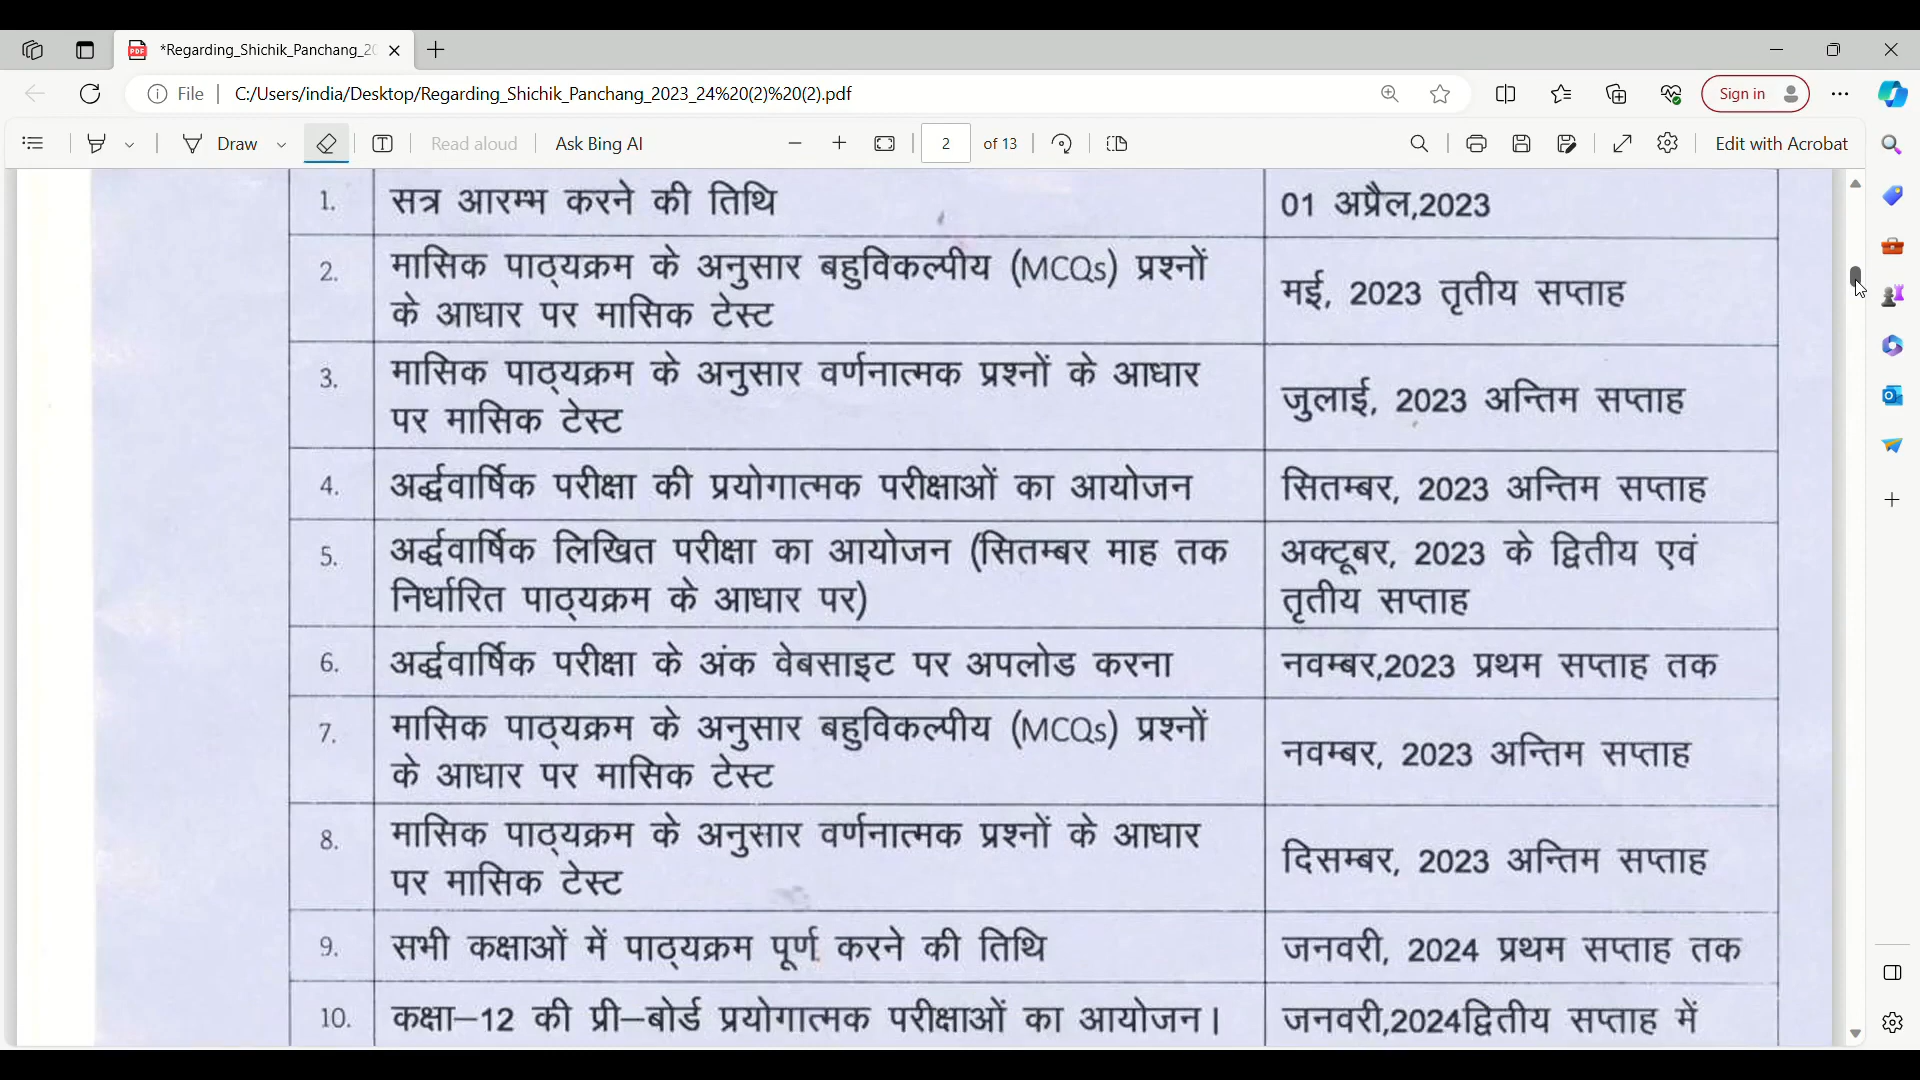 *Regarding_Shichik_Panchang_20
File
C:/Users/india/Desktop/Regarding_Shichik_Panchang_2023_24%20(2)%20(2).pdf
Sign in
Draw
Read aloud
Ask Bing AI
2 of 13
Edit with Acrobat
1. सत्र आरम्भ करने की तिथि 01 अप्रैल,2023
2. मासिक पाठ्यक्रम के अनुसार बहुविकल्पीय (MCQs) प्रश्नों
के आधार पर मासिक टेस्ट
मई, 2023 तृतीय सप्ताह
3. मासिक पाठ्यक्रम के अनुसार वर्णनात्मक प्रश्नों के आधार
पर मासिक टेस्ट
जुलाई, 2023 अन्तिम सप्ताह
4. अर्द्धवार्षिक परीक्षा की प्रयोगात्मक परीक्षाओं का आयोजन सितम्बर, 2023 अन्तिम सप्ताह
5. अर्द्धवार्षिक लिखित परीक्षा का आयोजन (सितम्बर माह तक
निर्धारित पाठ्यक्रम के आधार पर)
अक्टूबर, 2023 के द्वितीय एवं
तृतीय सप्ताह
6. अर्द्धवार्षिक परीक्षा के अंक वेबसाइट पर अपलोड करना नवम्बर,2023 प्रथम सप्ताह तक
7. मासिक पाठ्यक्रम के अनुसार बहुविकल्पीय (MCQs) प्रश्नों
के आधार पर मासिक टेस्ट
नवम्बर, 2023 अन्तिम सप्ताह
8. मासिक पाठ्यक्रम के अनुसार वर्णनात्मक प्रश्नों के आधार
पर मासिक टेस्ट
दिसम्बर, 2023 अन्तिम सप्ताह
9. सभी कक्षाओं में पाठ्यक्रम पूर्ण करने की तिथि जनवरी, 2024 प्रथम सप्ताह तक
10. कक्षा–12 की प्री–बोर्ड प्रयोगात्मक परीक्षाओं का आयोजन। जनवरी,2024द्वितीय सप्ताह में